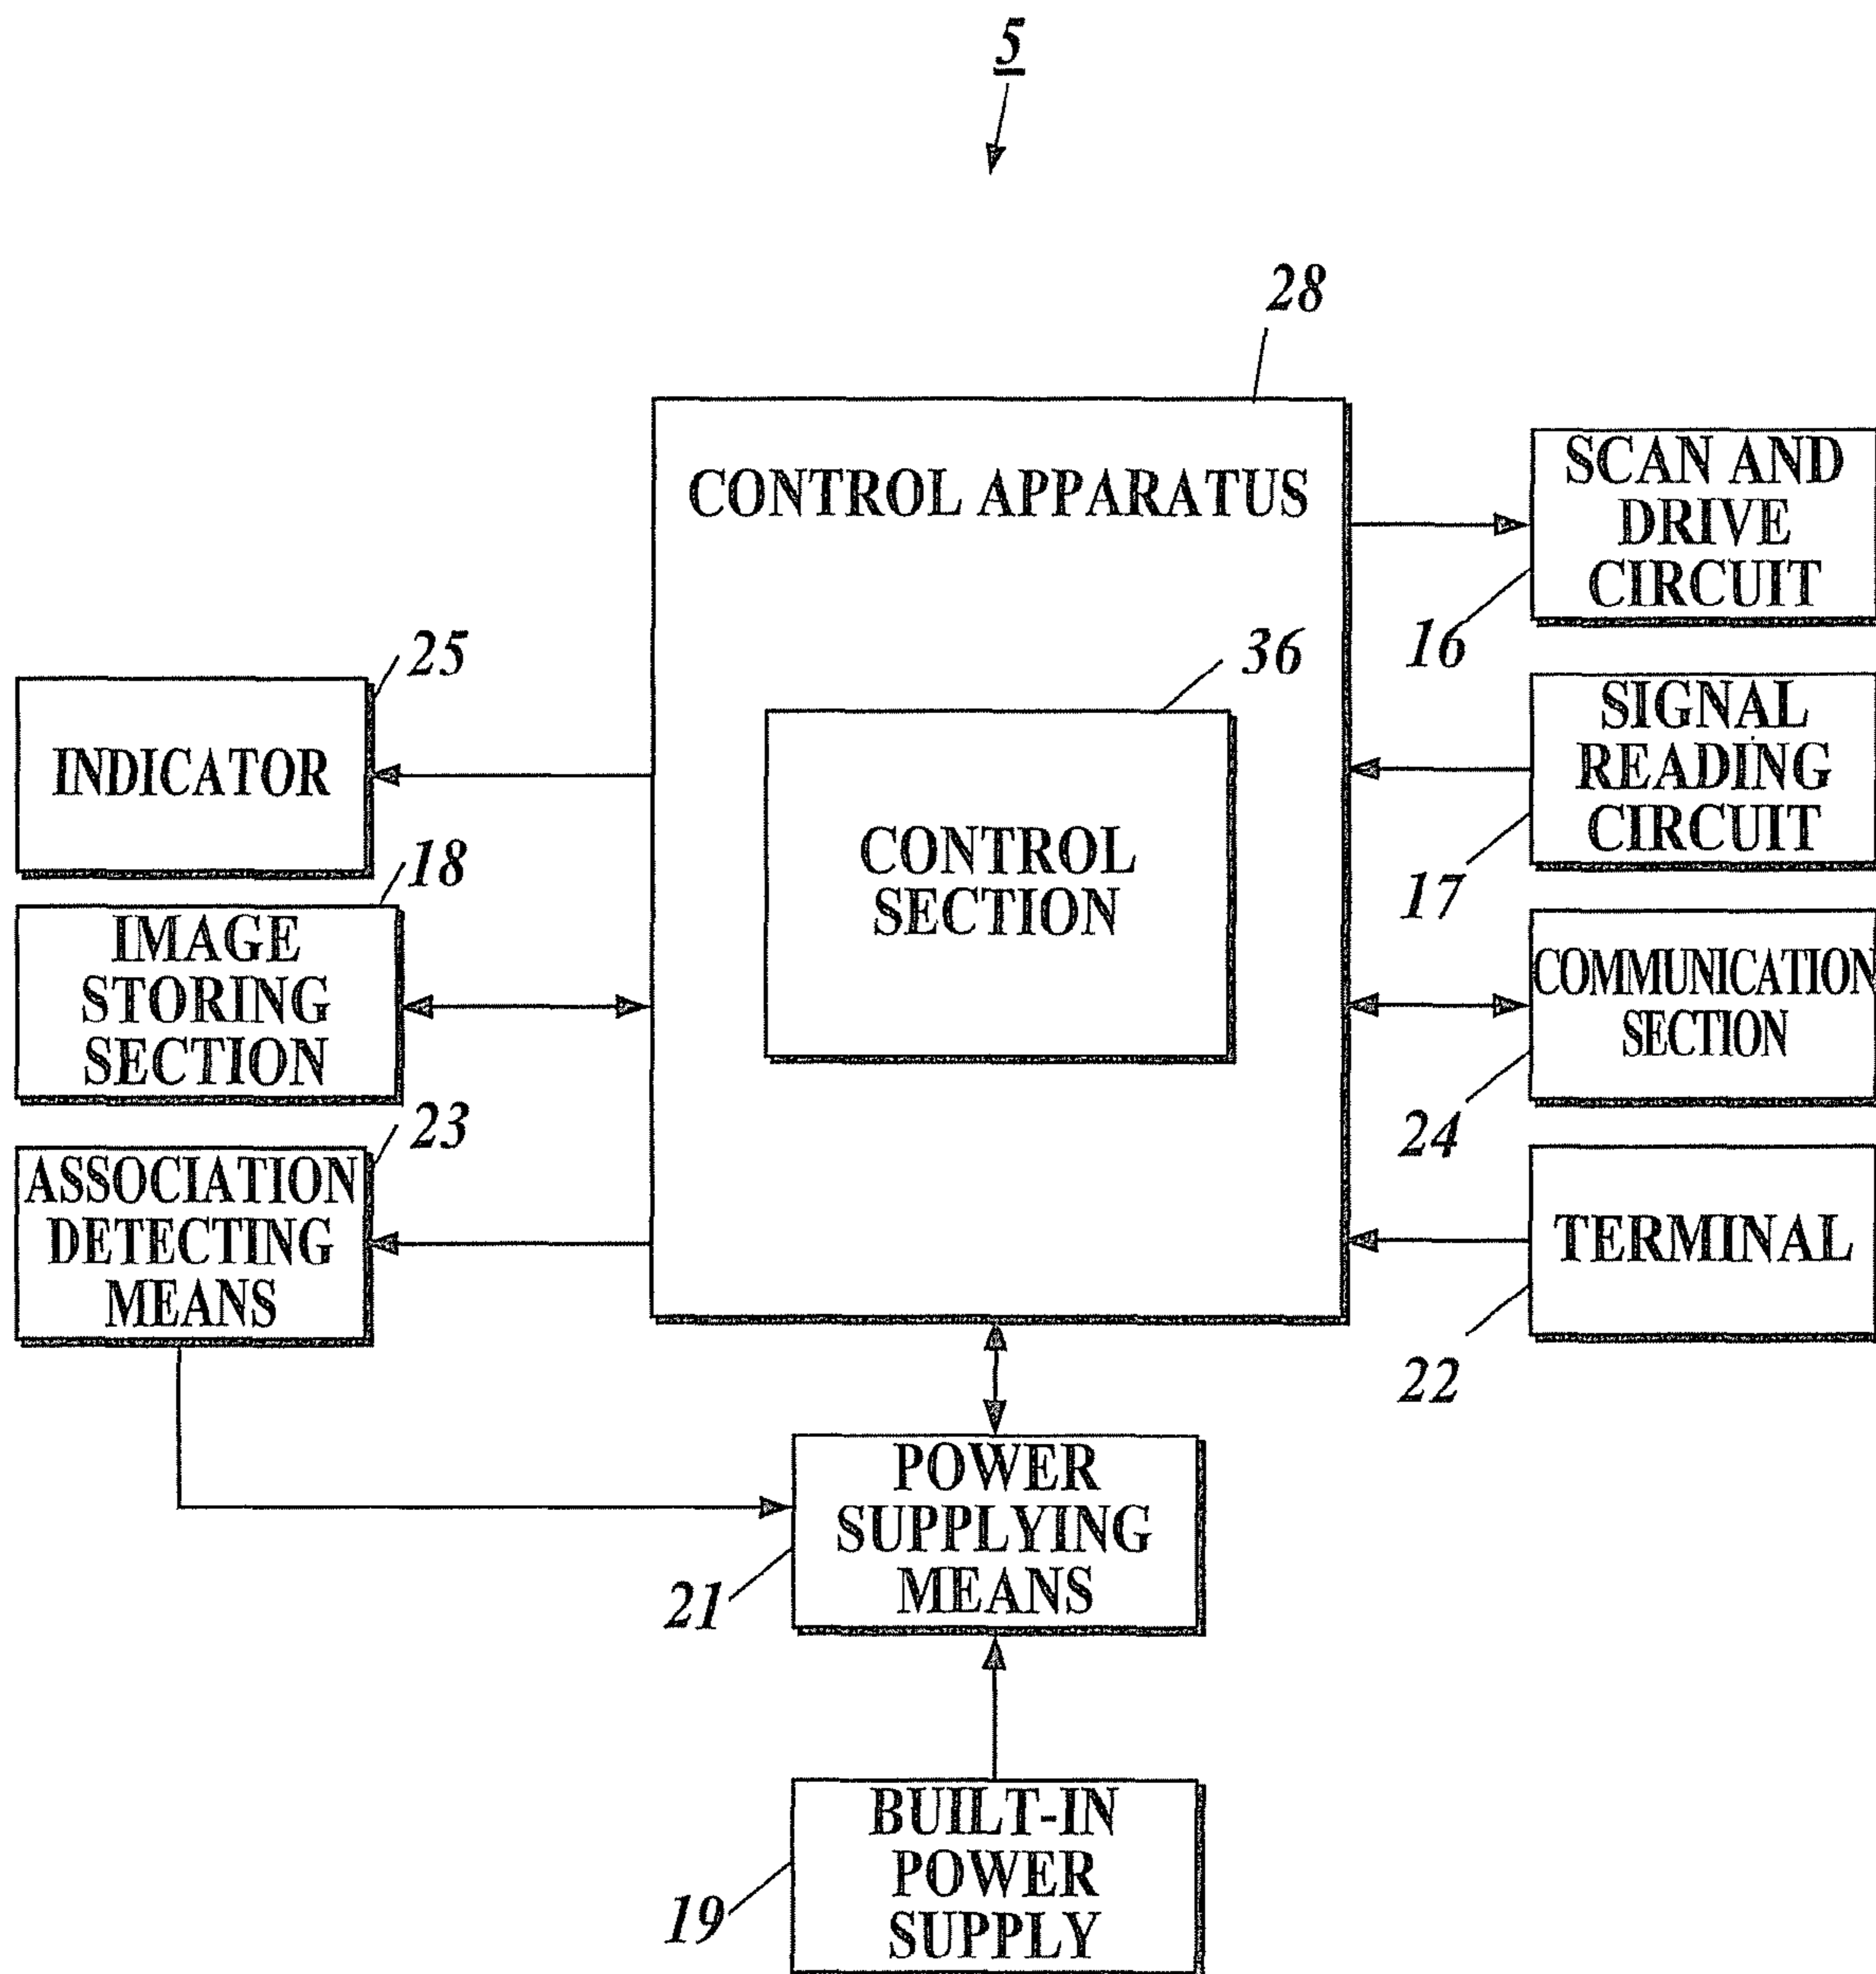 5
28
CONTROL APPARATUS
SCAN AND
DRIVE
CIRCUIT
16
25
INDICATOR
36
CONTROL
SECTION
SIGNAL
READING
CIRCUIT
17
18
IMAGE
STORING
SECTION
COMMUNICATION
SECTION
24
23
ASSOCIATION
DETECTING
MEANS
TERMINAL
22
POWER
SUPPLYING
MEANS
21
BUILT-IN
POWER
SUPPLY
19